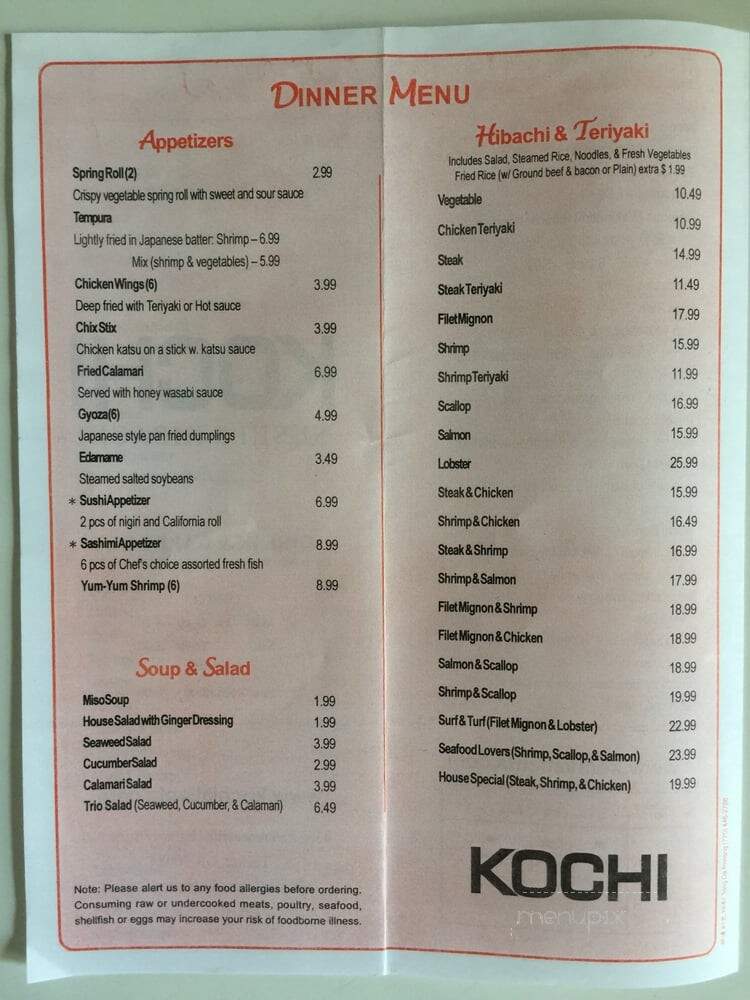 DINNER MENU
Appetizers
Spring Roll (2) 2.99
Crispy vegetable spring roll with sweet and sour sauce
Tempura
Lightly fried in Japanese batter: Shrimp – 6.99
Mix (shrimp & vegetables) – 5.99
Chicken Wings (6) 3.99
Deep fried with Teriyaki or Hot sauce
Chix Stix 3.99
Chicken katsu on a stick w. katsu sauce
Fried Calamari 6.99
Served with honey wasabi sauce
Gyoza (6) 4.99
Japanese style pan fried dumplings
Edamame 3.49
Steamed salted soybeans
* Sushi Appetizer 6.99
2 pcs of nigiri and California roll
* Sashimi Appetizer 8.99
6 pcs of Chef's choice assorted fresh fish
Yum-Yum Shrimp (6) 8.99
Soup & Salad
Miso Soup 1.99
House Salad with Ginger Dressing 1.99
Seaweed Salad 3.99
Cucumber Salad 2.99
Calamari Salad 3.99
Trio Salad (Seaweed, Cucumber, & Calamari) 6.49
Note: Please alert us to any food allergies before ordering.
Consuming raw or undercooked meats, poultry, seafood,
shellfish or eggs may increase your risk of foodborne illness.
Hibachi & Teriyaki
Includes Salad, Steamed Rice, Noodles, & Fresh Vegetables
Fried Rice (w/ Ground beef & bacon or Plain) extra $ 1.99
Vegetable 10.49
Chicken Teriyaki 10.99
Steak 14.99
Steak Teriyaki 11.49
Filet Mignon 17.99
Shrimp 15.99
Shrimp Teriyaki 11.99
Scallop 16.99
Salmon 15.99
Lobster 25.99
Steak & Chicken 15.99
Shrimp & Chicken 16.49
Steak & Shrimp 16.99
Shrimp & Salmon 17.99
Filet Mignon & Shrimp 18.99
Filet Mignon & Chicken 18.99
Salmon & Scallop 18.99
Shrimp & Scallop 19.99
Surf & Turf (Filet Mignon & Lobster) 22.99
Seafood Lovers (Shrimp, Scallop, & Salmon) 23.99
House Special (Steak, Shrimp, & Chicken) 19.99
KOCHI
menupix